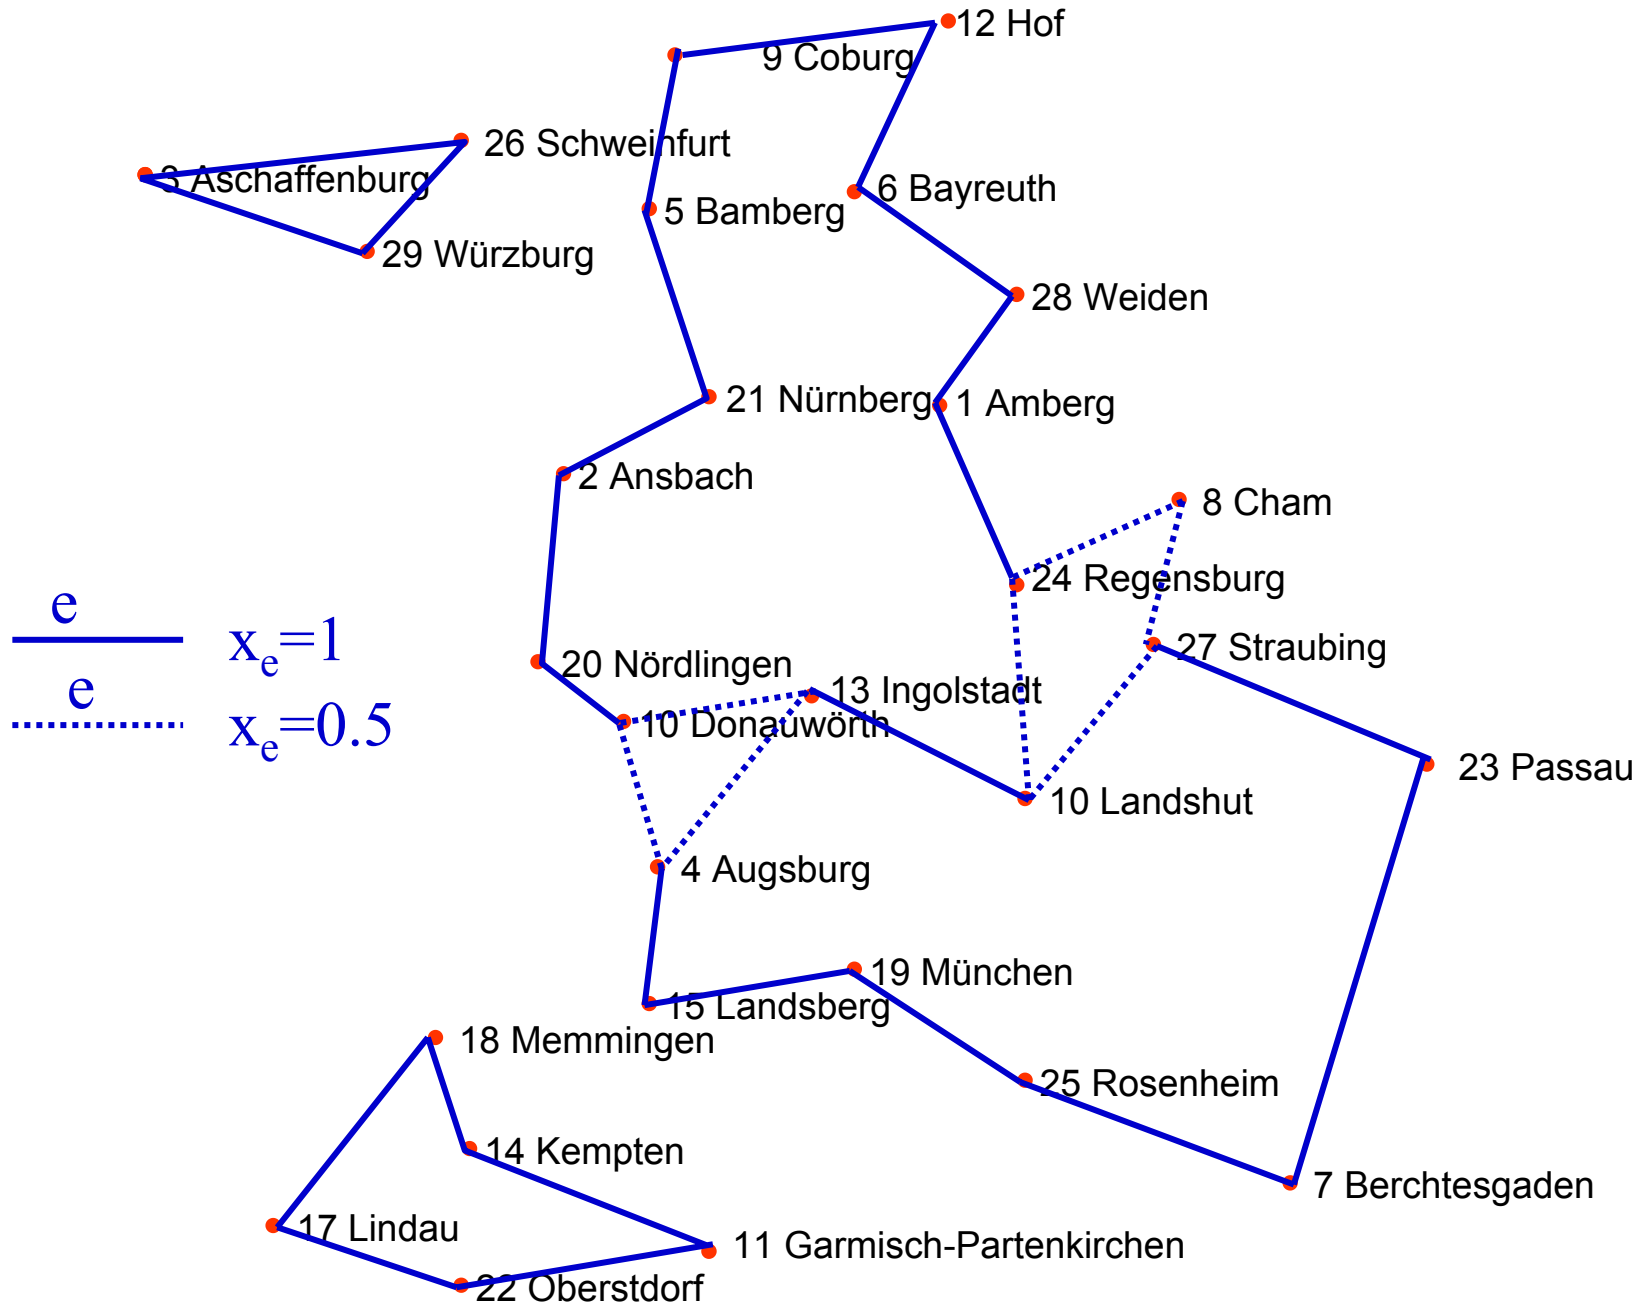 12 Hof
9 Coburg
26 Schweinfurt
3 Aschaffenburg
6 Bayreuth
5 Bamberg
29 Würzburg
28 Weiden
21 Nürnberg
1 Amberg
2 Ansbach
8 Cham
24 Regensburg
e
xe=1
27 Straubing
20 Nördlingen
e
13 Ingolstadt
xe=0.5
10 Donauwörth
23 Passau
10 Landshut
4 Augsburg
19 München
15 Landsberg
18 Memmingen
25 Rosenheim
14 Kempten
7 Berchtesgaden
17 Lindau
11 Garmisch-Partenkirchen
22 Oberstdorf